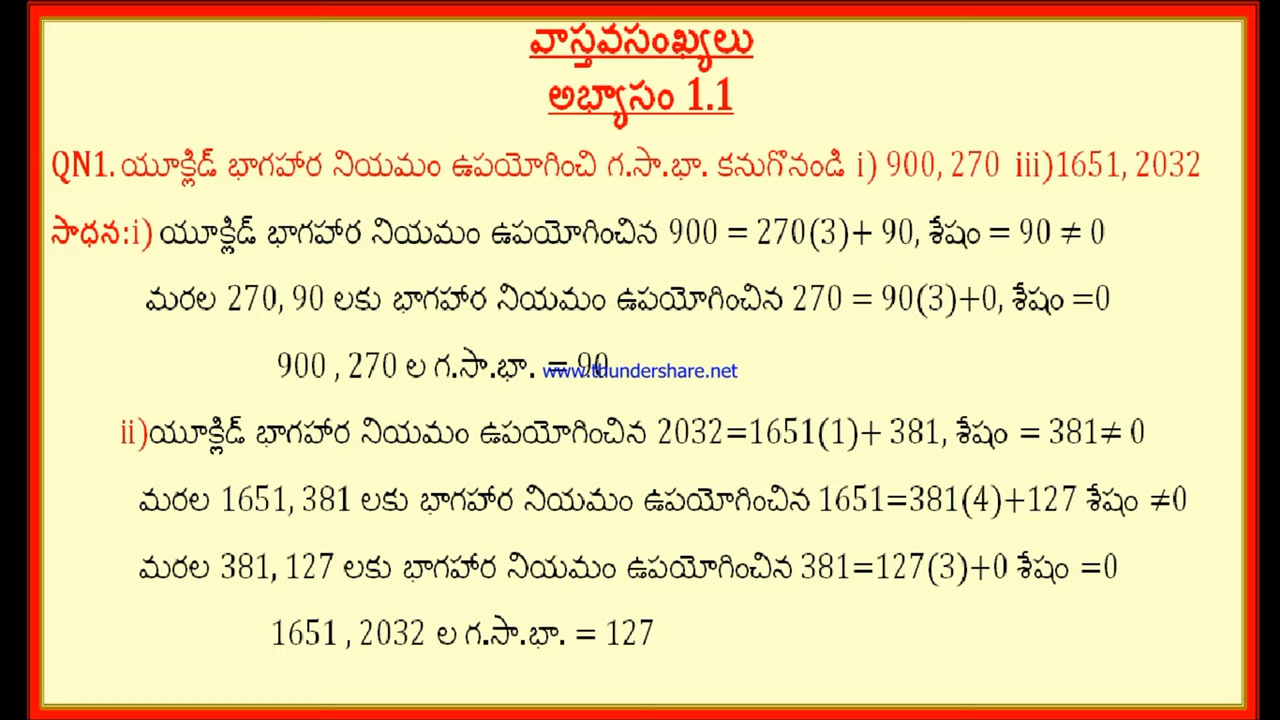 వాస్తవసంఖ్యలు
అభ్యాసం 1.1
QN1. యూక్లిడ్ భాగహార నియమం ఉపయోగించి గ.సా.భా. కనుగొనండి i) 900, 270 iii)1651, 2032
సాధన:i) యూక్లిడ్ భాగహార నియమం ఉపయోగించిన 900 = 270(3)+ 90, శేషం = 90 ≠ 0
మరల 270, 90 లకు భాగహార నియమం ఉపయోగించిన 270 = 90(3)+0, శేషం =0
900 , 270 ల గ.సా.భా. = 90
www.thundershare.net
ii)యూక్లిడ్ భాగహార నియమం ఉపయోగించిన 2032=1651(1)+ 381, శేషం = 381≠ 0
మరల 1651, 381 లకు భాగహార నియమం ఉపయోగించిన 1651=381(4)+127 శేషం ≠0
మరల 381, 127 లకు భాగహార నియమం ఉపయోగించిన 381=127(3)+0 శేషం =0
1651 , 2032 ల గ.సా.భా. = 127